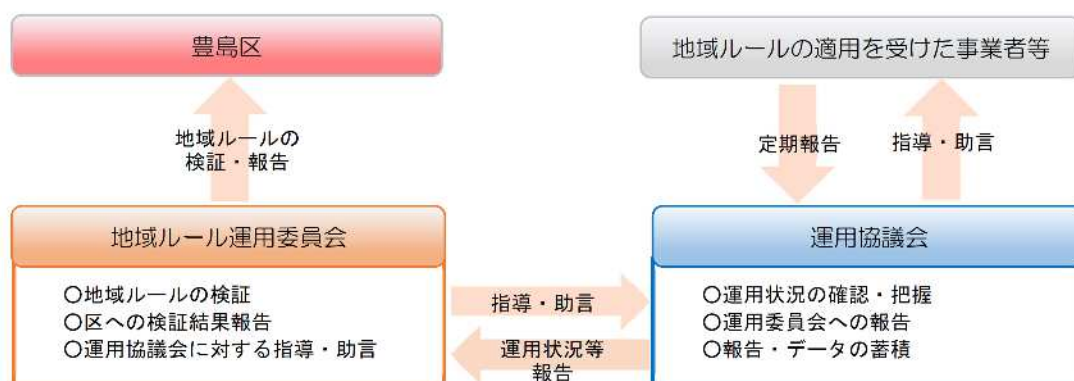 豊島区
地域ルールの適用を受けた事業者等
地域ルールの
検証・報告
定期報告
指導・助言
地域ルール運用委員会
〇地域ルールの検証
〇区への検証結果報告
〇運用協議会に対する指導・助言
指導・助言
運用状況等
報告
運用協議会
〇運用状況の確認・把握
〇運用委員会への報告
〇報告・データの蓄積